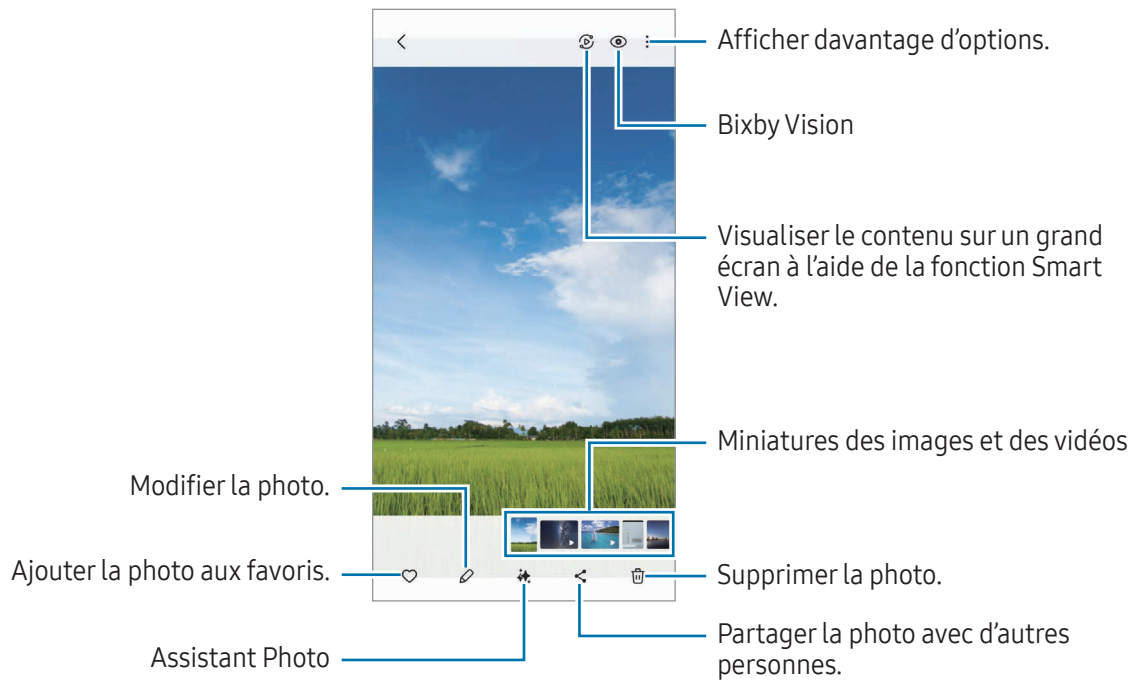 Afficher davantage d'options.
Bixby Vision
Visualiser le contenu sur un grand
écran à l'aide de la fonction Smart
View.
Miniatures des images et des vidéos
Modifier la photo.
Ajouter la photo aux favoris.
Supprimer la photo.
Assistant Photo
Partager la photo avec d'autres
personnes.